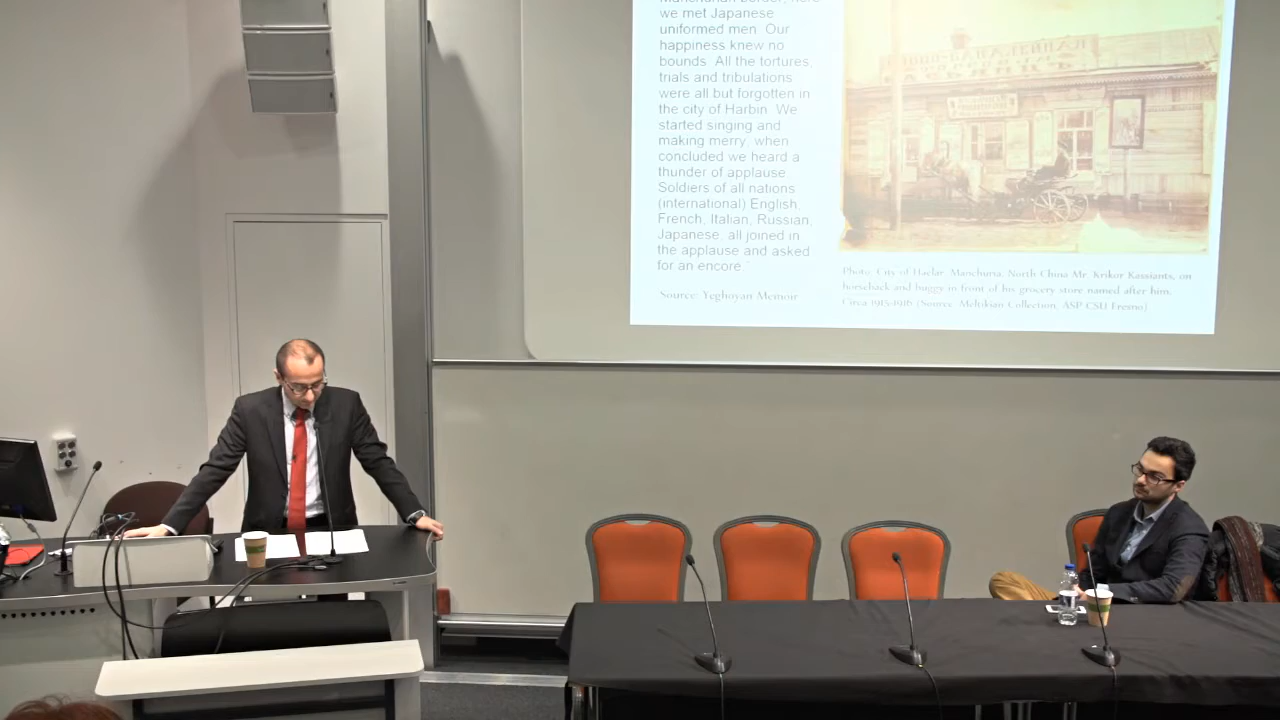 Manchurian border, here
we met Japanese
uniformed men. Our
happiness knew no
bounds. All the tortures,
trials and tribulations
were all but forgotten in
the city of Harbin. We
started singing and
making merry, when
concluded we heard a
thunder of applause.
Soldiers of all nations
(international) English,
French, Italian, Russian,
Japanese, all joined in
the applause and asked
for an encore.”
Source: Yeghoyan Memoir
Photo: City of Haelar, Manchuria, North China Mr. Krikor Kassiants, on
horseback and buggy in front of his grocery store named after him.
Circa 1915-1916 (Source: Meltikian Collection, ASP CSU Fresno)